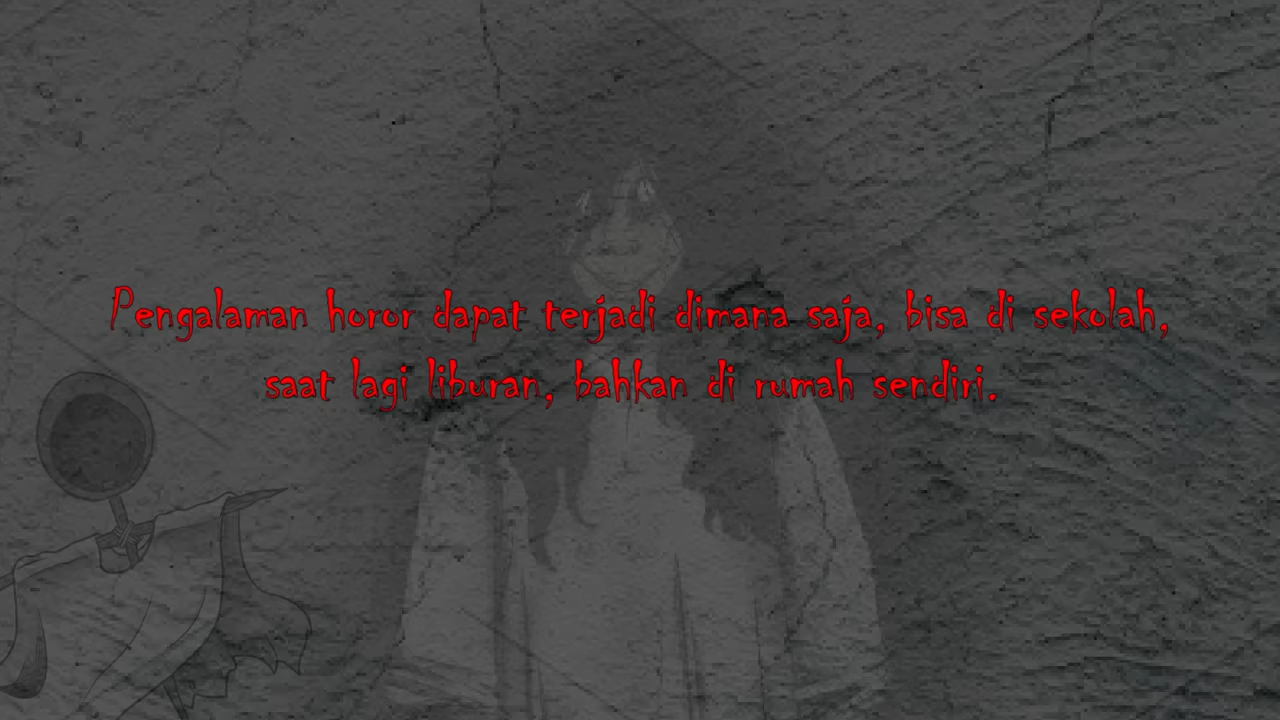 Pengalaman horor dapat terjadi dimana saja, bisa di sekolah,
saat lagi liburan, bahkan di rumah sendiri.